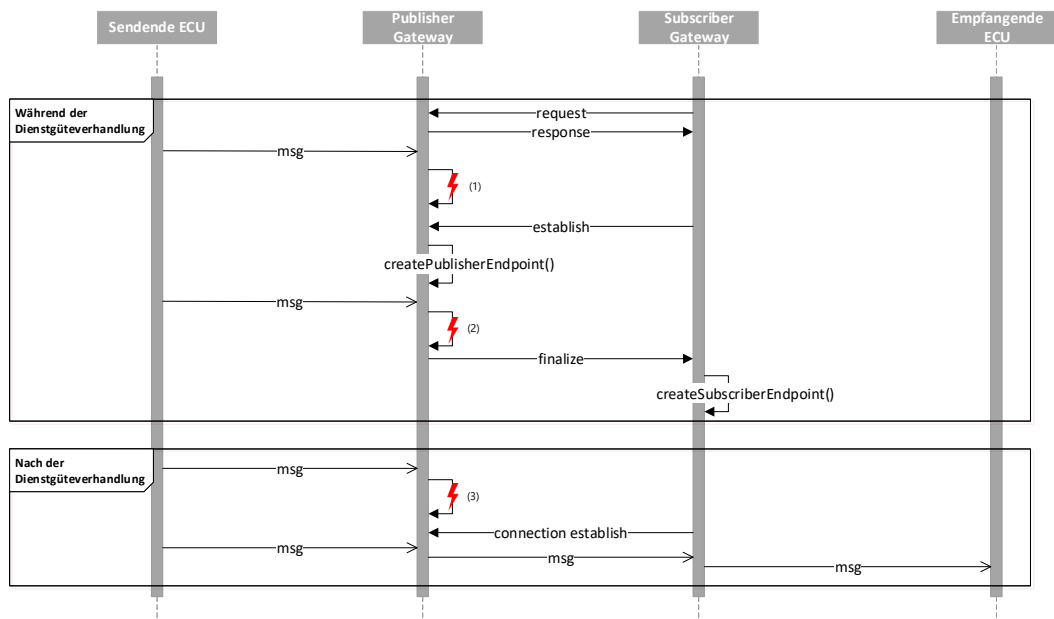 Sendende ECU
Publisher
Gateway
Subscriber
Gateway
Empfangende
ECU
Während der
Dienstgüteverhandlung
request
response
msg
(1)
establish
createPublisherEndpoint()
msg
(2)
finalize
createSubscriberEndpoint()
Nach der
Dienstgüteverhandlung
msg
(3)
connection establish
msg
msg
msg